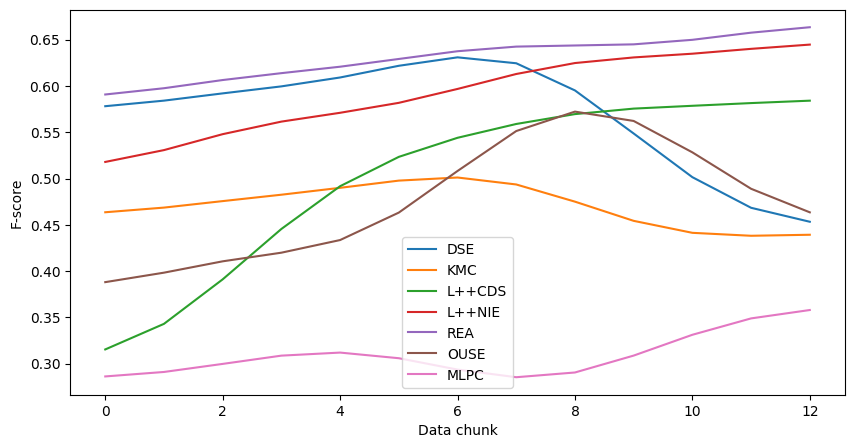 F-score
0.65
0.60
0.55
0.50
0.45
0.40
0.35
0.30
DSE
KMC
L++CDS
L++NIE
REA
OUSE
MLPC
0 2 4 6 8 10 12
Data chunk